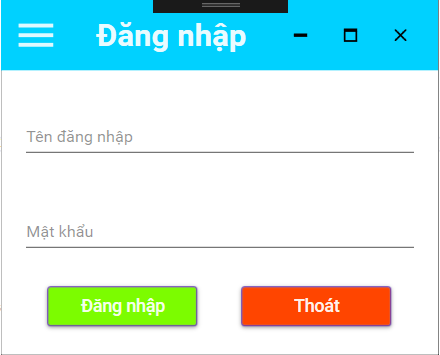 Đăng nhập
Tên đăng nhập
Mật khẩu
Đăng nhập
Thoát